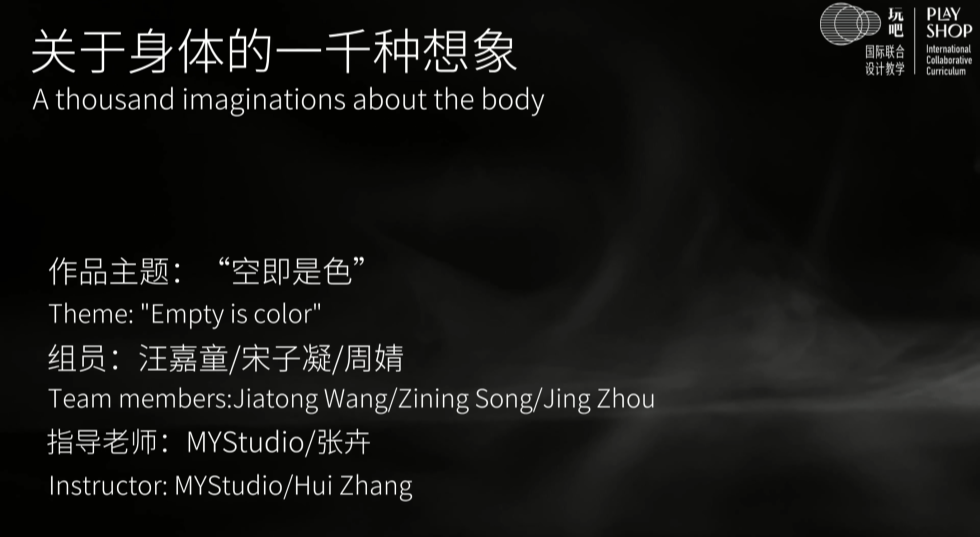 关于身体的一千种想象
A thousand imaginations about the body
玩吧
国际联合
设计教学
PLAY
SHOP
International
Collaborative
Curriculum
作品主题：“空即是色”
Theme: "Empty is color"
组员：汪嘉童/宋子凝/周婧
Team members:Jiatong Wang/Zining Song/Jing Zhou
指导老师：MYStudio/张卉
Instructor: MYStudio/Hui Zhang